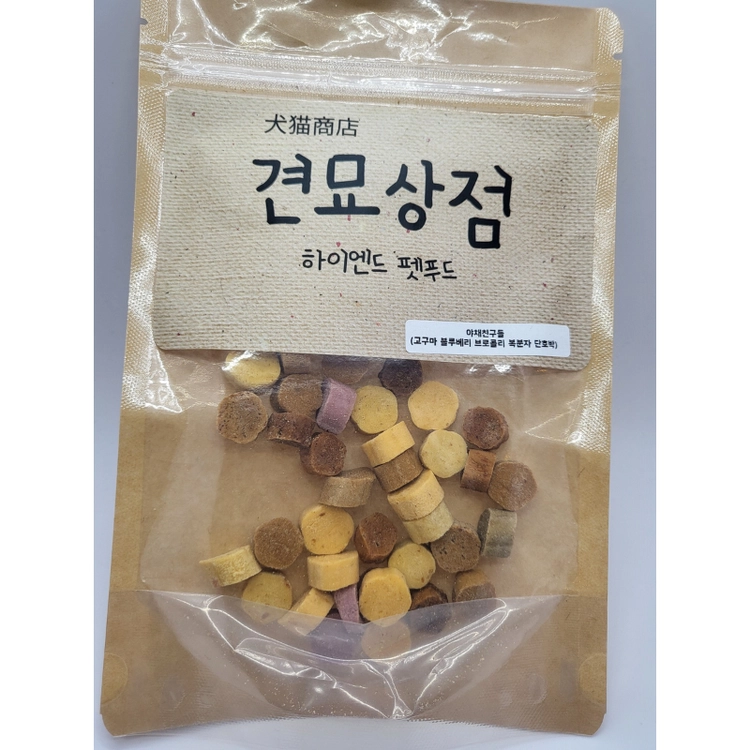 犬猫商店
견묘상점
하이엔드 펫푸드
야채친구들
(고구마 블루베리 브로콜리 복분자 단호박)